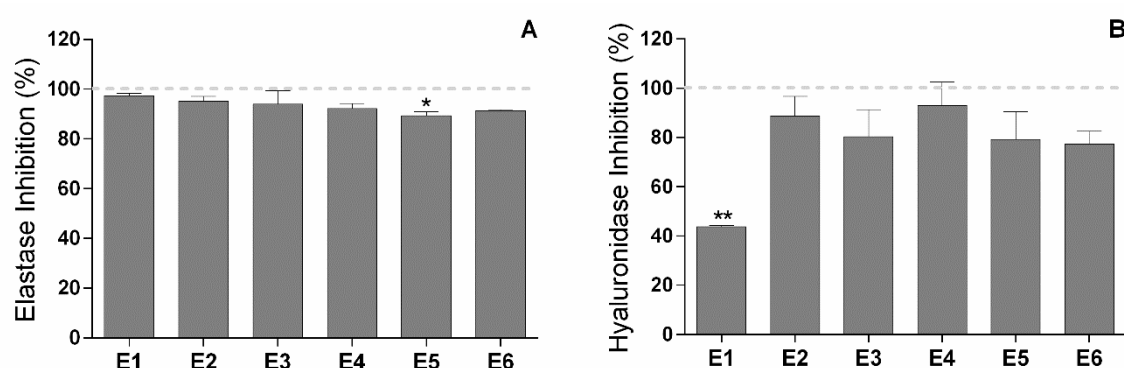 A
Elastase Inhibition (%)
120
100
80
60
40
20
0
*
E1 E2 E3 E4 E5 E6
B
Hyaluronidase Inhibition (%)
120
100
80
60
40
20
0
**
E1 E2 E3 E4 E5 E6